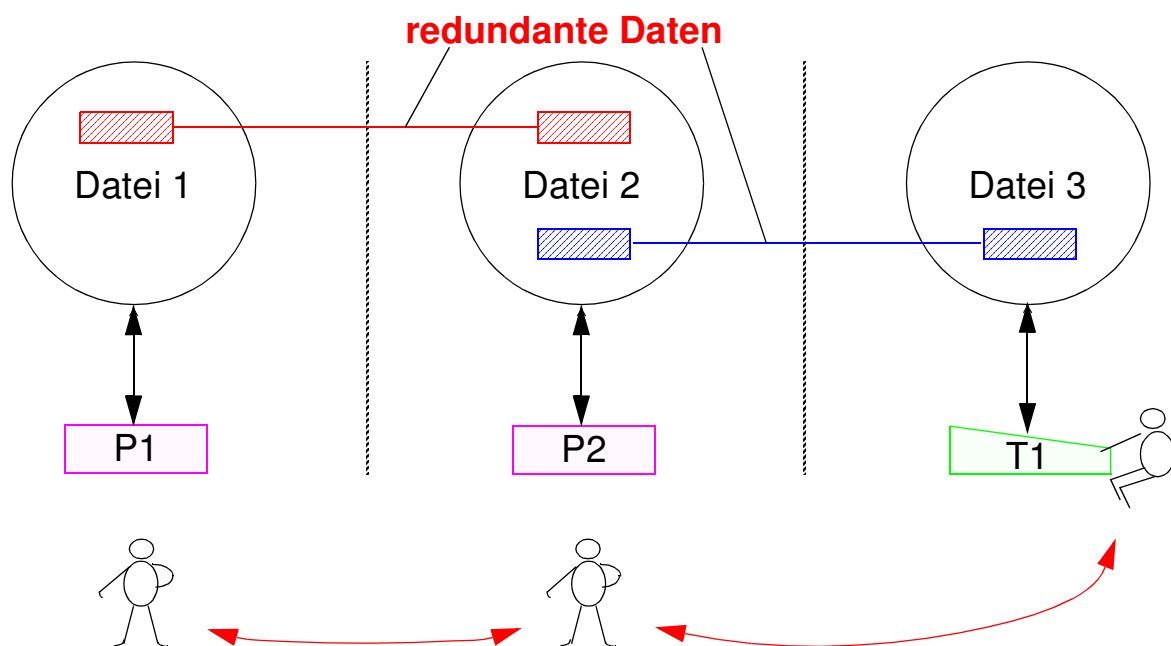 redundante Daten
Datei 1
Datei 2
Datei 3
P1
P2
T1